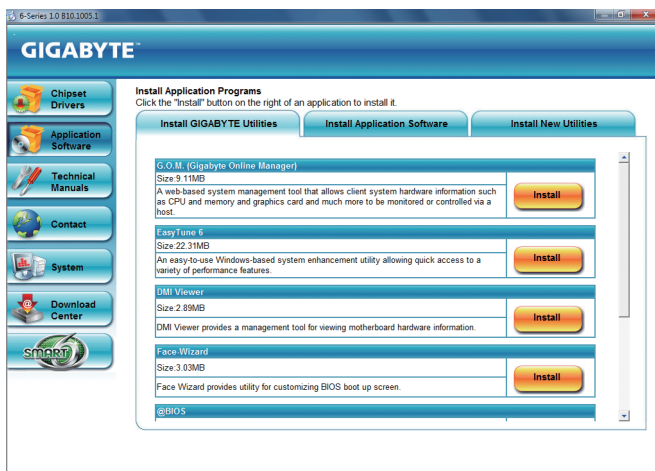 6-Series 1.0 B10.1005.1
GIGABYTE™
Chipset
Drivers
Application
Software
Technical
Manuals
Contact
System
Download
Center
SMART 6
Install Application Programs
Click the "Install" button on the right of an application to install it.
Install GIGABYTE Utilities
Install Application Software
Install New Utilities
G.O.M. (Gigabyte Online Manager)
Size:9.11MB
A web-based system management tool that allows client system hardware information such
as CPU and memory and graphics card and much more to be monitored or controlled via a
host.
Install
EasyTune 6
Size:22.31MB
An easy-to-use Windows-based system enhancement utility allowing quick access to a
variety of performance features.
Install
DMI Viewer
Size:2.89MB
DMI Viewer provides a management tool for viewing motherboard hardware information.
Install
Face-Wizard
Size:3.03MB
Face Wizard provides utility for customizing BIOS boot up screen.
Install
@BIOS